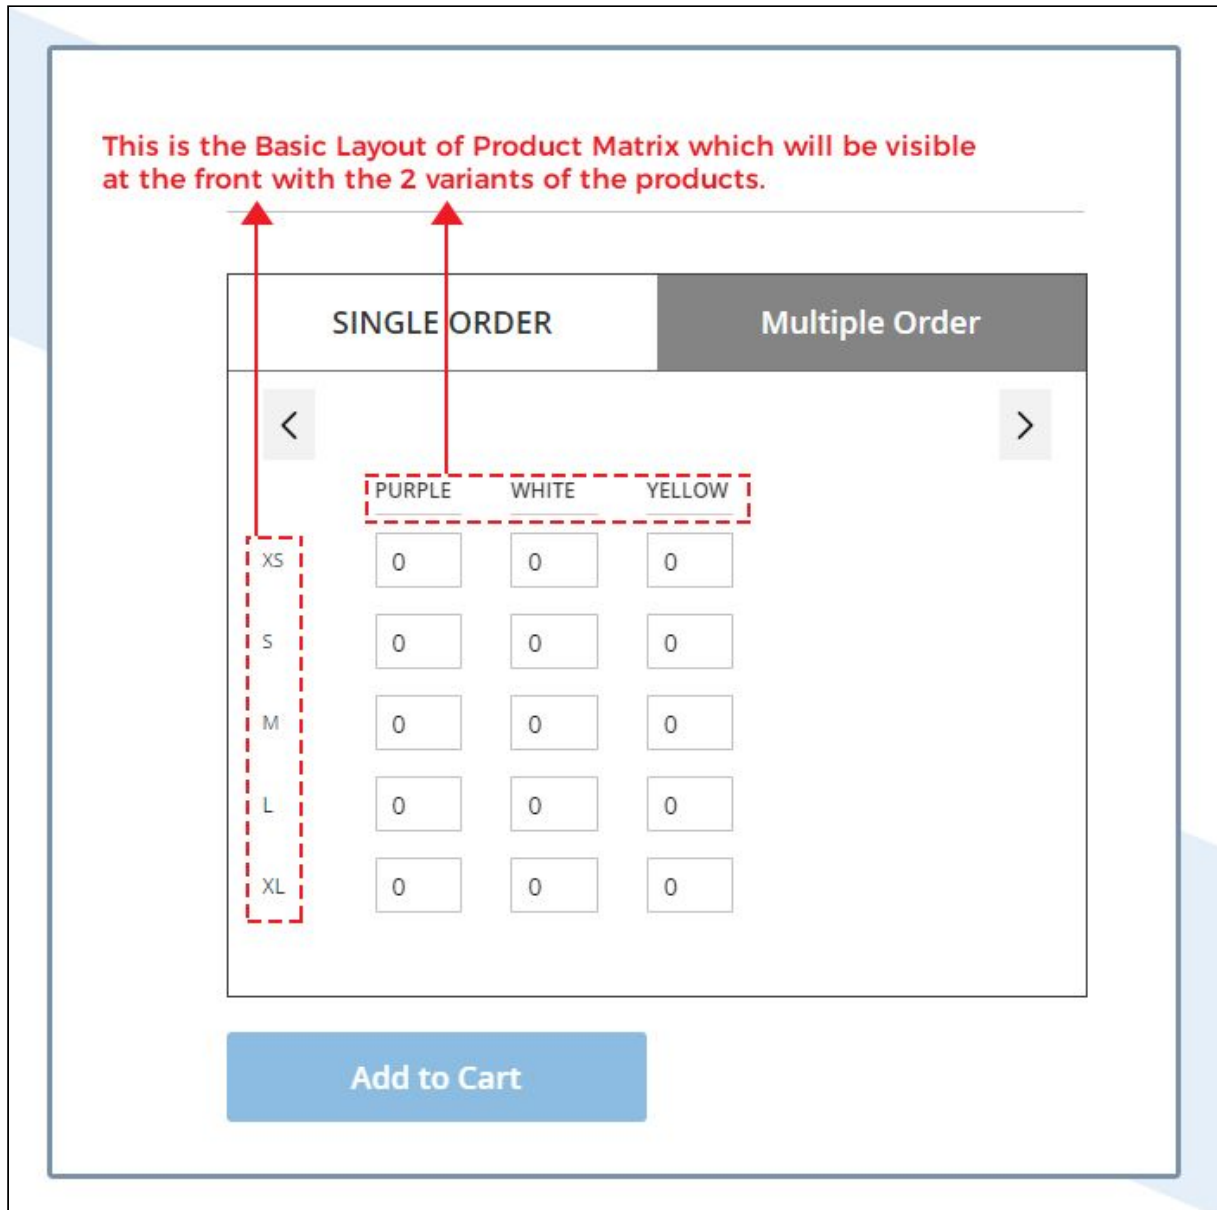 This is the Basic Layout of Product Matrix which will be visible
at the front with the 2 variants of the products.
SINGLE ORDER Multiple Order
< >
PURPLE WHITE YELLOW
XS 0 0 0
S 0 0 0
M 0 0 0
L 0 0 0
XL 0 0 0
Add to Cart